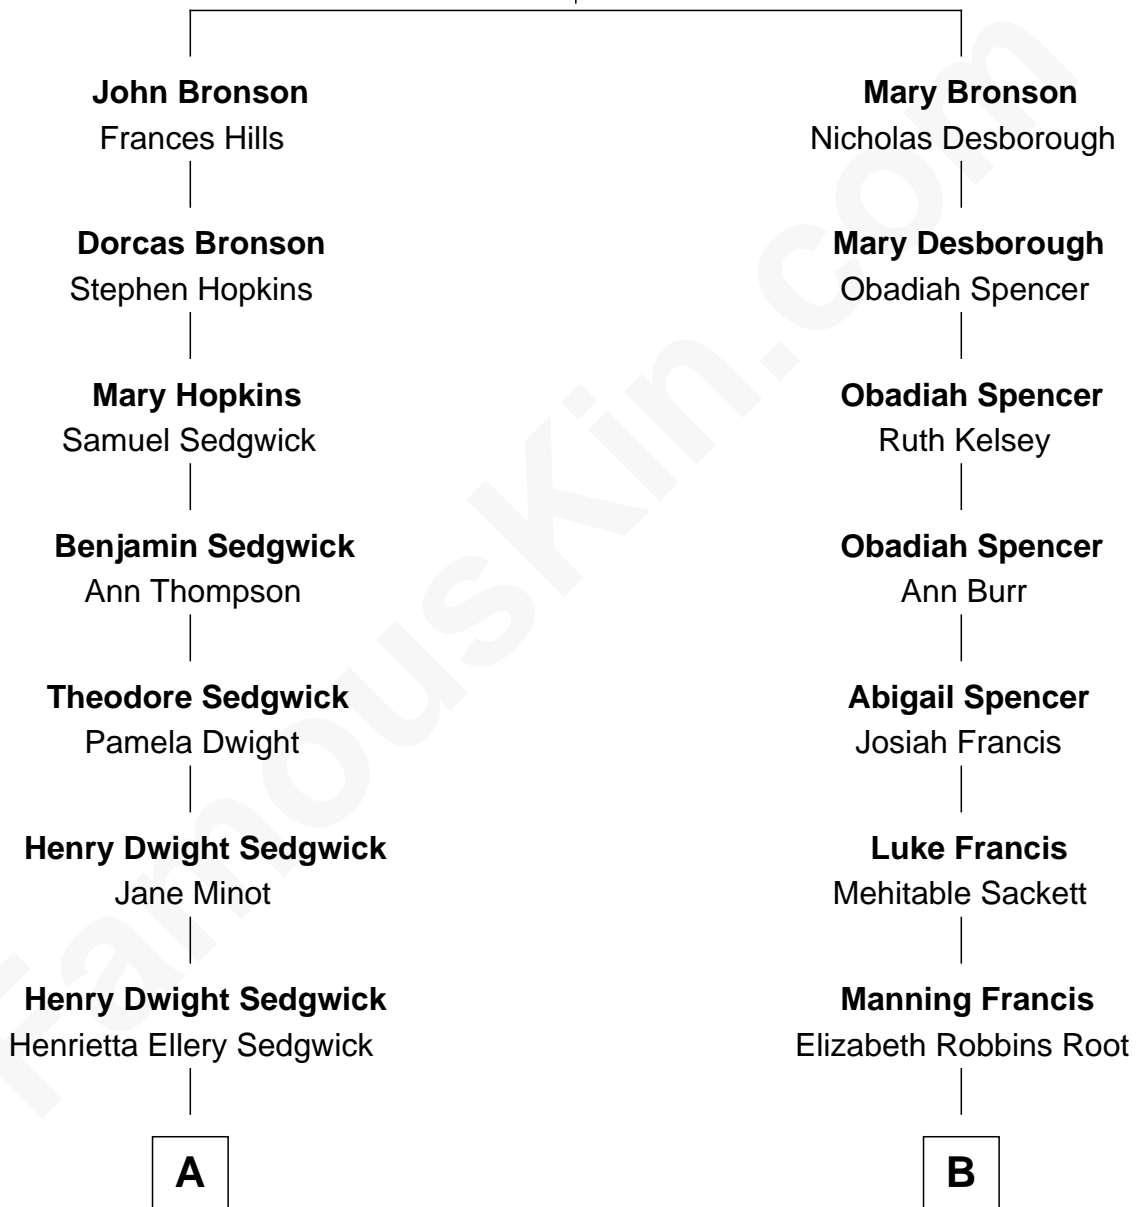 John Bronson
Frances Hills
Mary Bronson
Nicholas Desborough
Dorcas Bronson
Stephen Hopkins
Mary Desborough
Obadiah Spencer
Mary Hopkins
Samuel Sedgwick
Obadiah Spencer
Ruth Kelsey
Benjamin Sedgwick
Ann Thompson
Obadiah Spencer
Ann Burr
Theodore Sedgwick
Pamela Dwight
Abigail Spencer
Josiah Francis
Henry Dwight Sedgwick
Jane Minot
Luke Francis
Mehitable Sackett
Henry Dwight Sedgwick
Henrietta Ellery Sedgwick
Manning Francis
Elizabeth Robbins Root
A
B
FamousKin.com